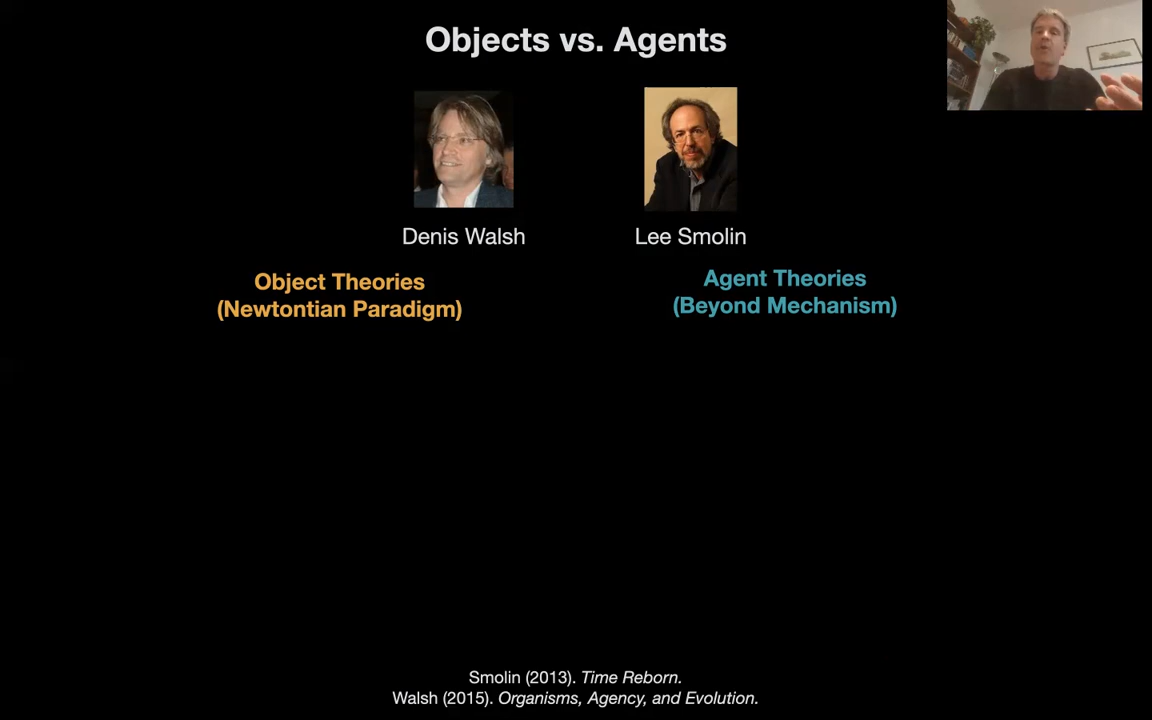 Objects vs. Agents
Denis Walsh
Lee Smolin
Object Theories
(Newtontian Paradigm)
Agent Theories
(Beyond Mechanism)
Smolin (2013). Time Reborn.
Walsh (2015). Organisms, Agency, and Evolution.